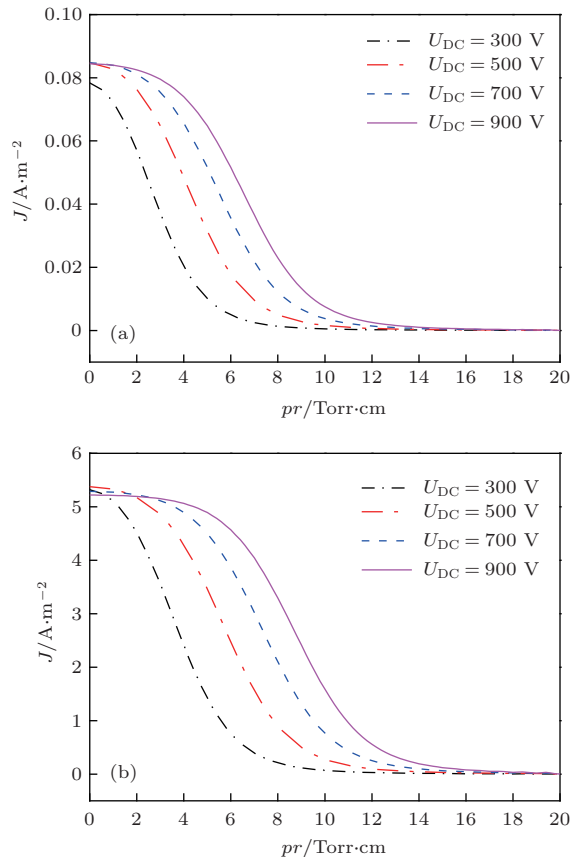 0.10
0.08
0.06
0.04
0.02
0
J/A·m⁻²
U_DC = 300 V
U_DC = 500 V
U_DC = 700 V
U_DC = 900 V
(a)
0 2 4 6 8 10 12 14 16 18 20
pr/Torr·cm
6
5
4
3
2
1
0
J/A·m⁻²
U_DC = 300 V
U_DC = 500 V
U_DC = 700 V
U_DC = 900 V
(b)
0 2 4 6 8 10 12 14 16 18 20
pr/Torr·cm